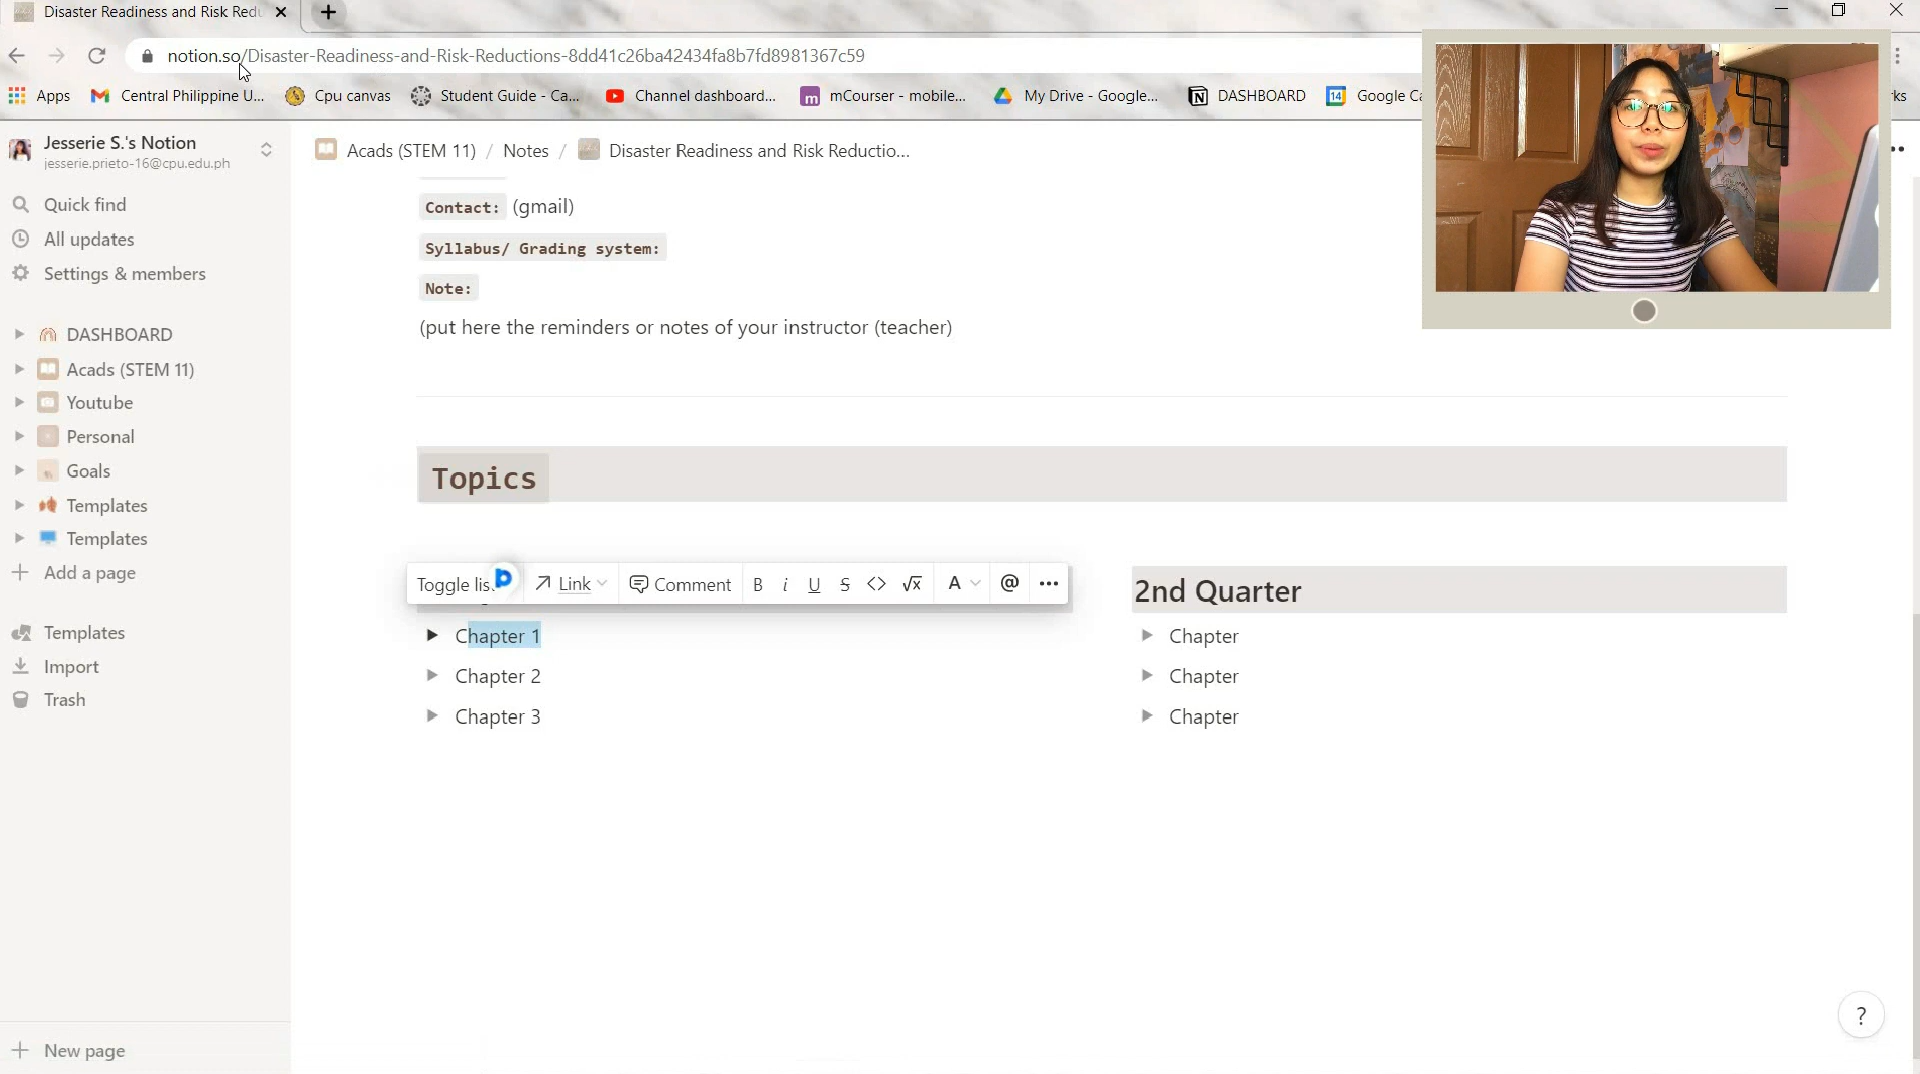 Disaster Readiness and Risk Redu
notion.so/Disaster-Readiness-and-Risk-Reductions-8dd41c26ba42434fa8b7fd8981367c59
Apps Central Philippine U... Cpu canvas Student Guide - Ca... Channel dashboard... mCourser - mobile... My Drive - Google... DASHBOARD 14 Google Ca ks
Jesserie S.'s Notion
jesserie.prieto-16@cpu.edu.ph
Acads (STEM 11) / Notes / Disaster Readiness and Risk Reductio...
Quick find
All updates
Settings & members
DASHBOARD
Acads (STEM 11)
Youtube
Personal
Goals
Templates
Templates
Add a page
Templates
Import
Trash
New page
Contact: (gmail)
Syllabus/ Grading system:
Note:
(put here the reminders or notes of your instructor (teacher)
Topics
Toggle lis Link Comment B i U S <> √x A @ •••
Chapter 1
Chapter 2
Chapter 3
2nd Quarter
Chapter
Chapter
Chapter
?